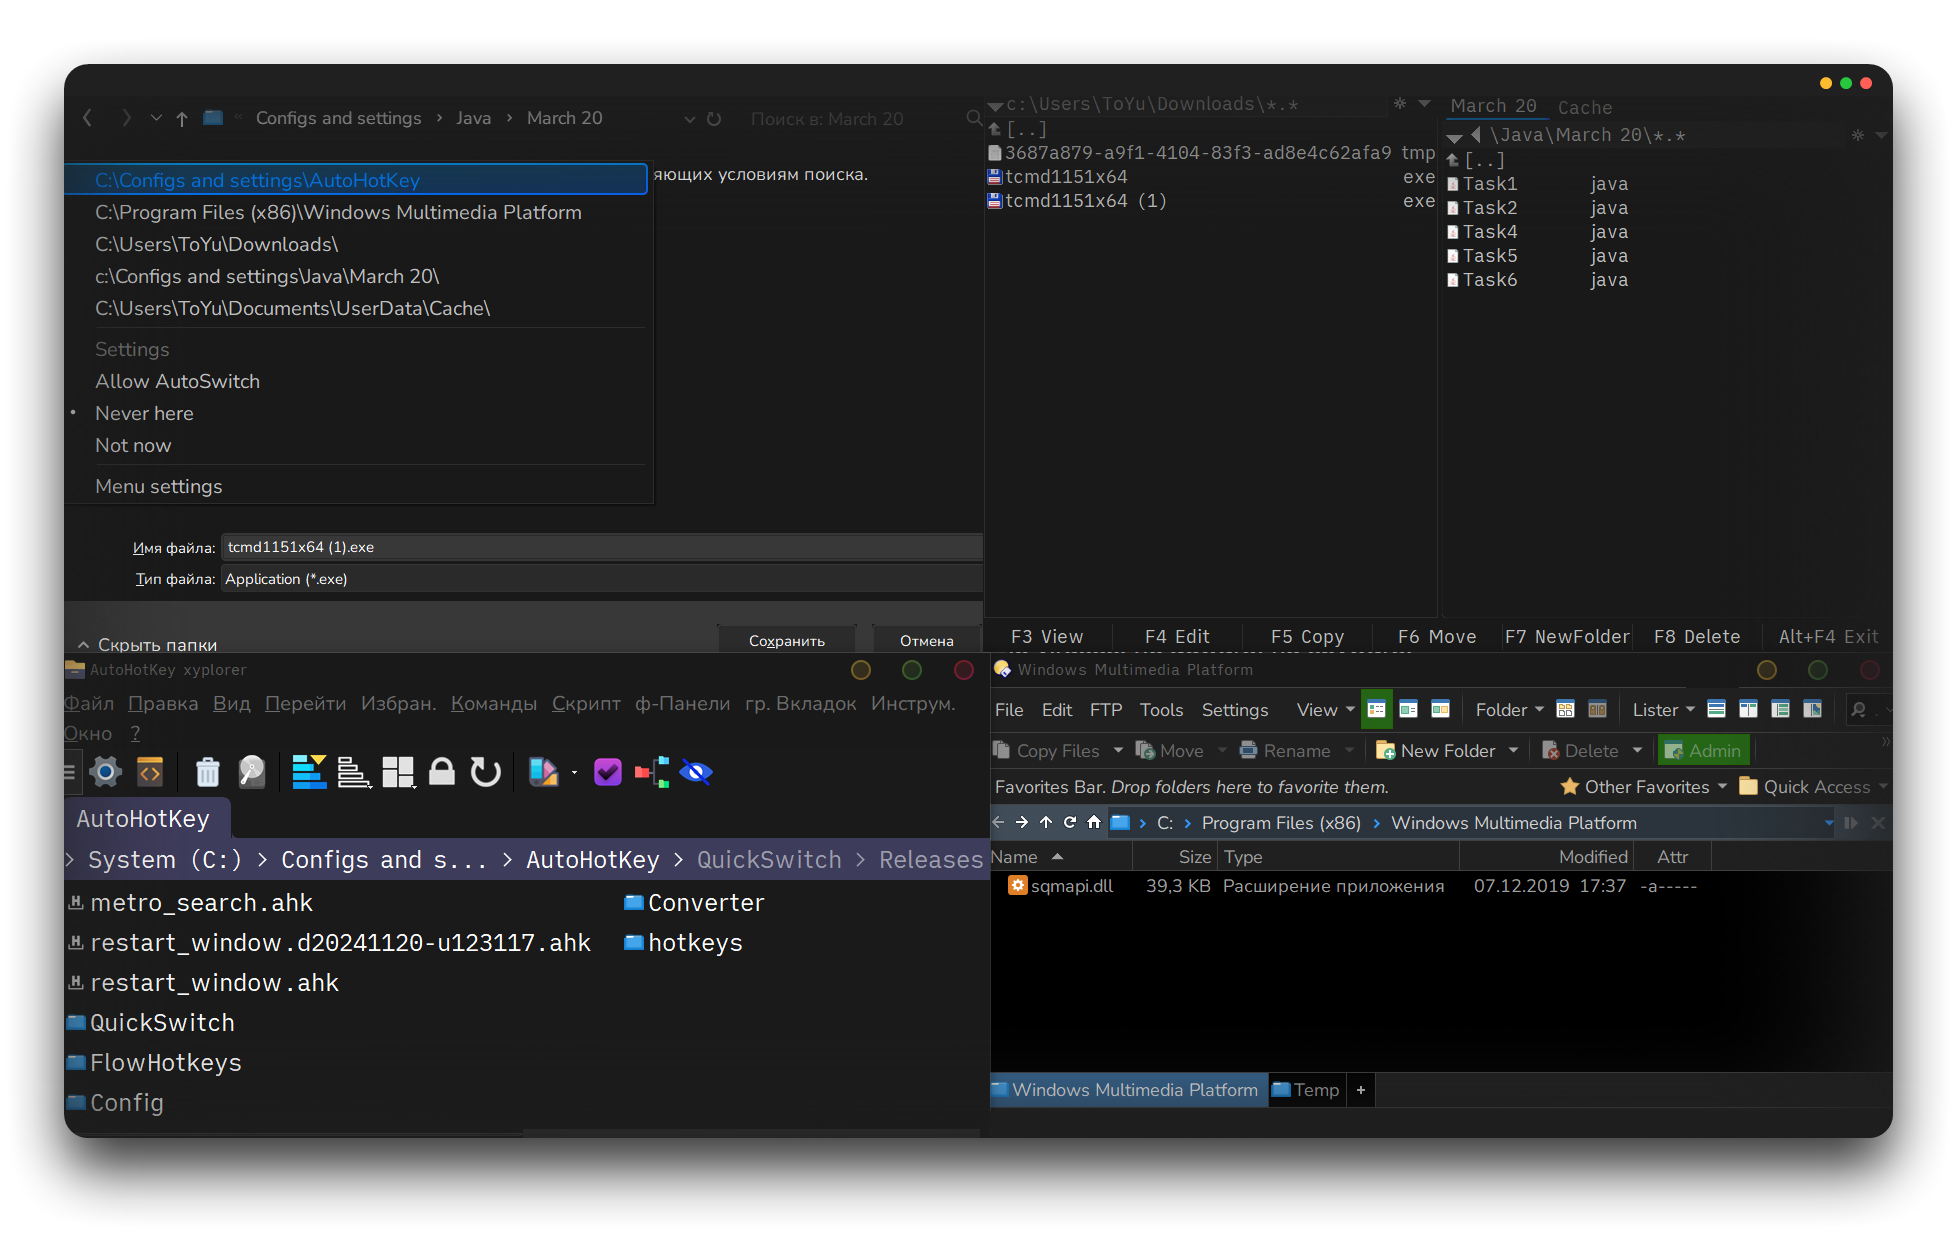 Configs and settings › Java › March 20
Поиск в: March 20
яющих условиям поиска.
C:\Configs and settings\AutoHotKey
C:\Program Files (x86)\Windows Multimedia Platform
C:\Users\ToYu\Downloads\
c:\Configs and settings\Java\March 20\
C:\Users\ToYu\Documents\UserData\Cache\
Settings
Allow AutoSwitch
Never here
Not now
Menu settings
Имя файла: tcmd1151x64 (1).exe
Тип файла: Application (*.exe)
Скрыть папки
Сохранить
Отмена
c:\Users\ToYu\Downloads\*.*
[..]
3687a879-a9f1-4104-83f3-ad8e4c62afa9 tmp
tcmd1151x64 exe
tcmd1151x64 (1) exe
March 20 Cache
\Java\March 20\*.*
[..]
Task1 java
Task2 java
Task4 java
Task5 java
Task6 java
F3 View F4 Edit F5 Copy F6 Move F7 NewFolder F8 Delete Alt+F4 Exit
AutoHotKey xyplorer
Файл Правка Вид Перейти Избран. Команды Скрипт ф-Панели гр. Вкладок Инструм.
Окно ?
AutoHotKey
› System (C:) › Configs and s... › AutoHotKey › QuickSwitch › Releases
metro_search.ahk
restart_window.d20241120-u123117.ahk
restart_window.ahk
QuickSwitch
FlowHotkeys
Config
Converter
hotkeys
Windows Multimedia Platform
File Edit FTP Tools Settings View Folder Lister
Copy Files Move Rename New Folder Delete Admin
Favorites Bar. Drop folders here to favorite them. Other Favorites Quick Access
› C: › Program Files (x86) › Windows Multimedia Platform
Name Size Type Modified Attr
sqmapi.dll 39,3 KB Расширение приложения 07.12.2019 17:37 -a-----
Windows Multimedia Platform Temp +